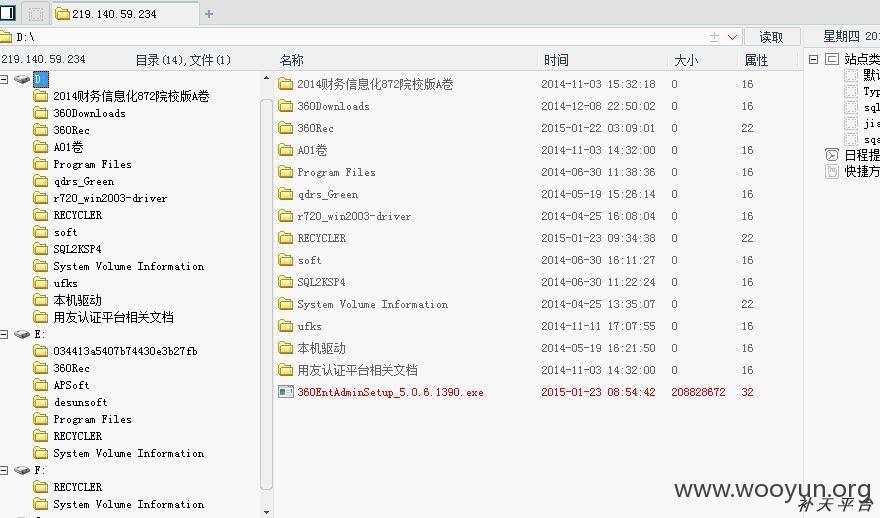 219.140.59.234
D:\
读取
星期四 20
219.140.59.234
目录(14),文件(1)
名称
时间
大小
属性
D:
2014财务信息化872院校版A卷
360Downloads
360Rec
A01卷
Program Files
qdrs_Green
r720_win2003-driver
RECYCLER
soft
SQL2KSP4
System Volume Information
ufks
本机驱动
用友认证平台相关文档
E:
034413a5407b74430e3b27fb
360Rec
APSoft
desunsoft
Program Files
RECYCLER
System Volume Information
F:
RECYCLER
System Volume Information
2014财务信息化872院校版A卷 2014-11-03 15:32:18 0 16
360Downloads 2014-12-08 22:50:02 0 16
360Rec 2015-01-22 03:09:01 0 22
A01卷 2014-11-03 14:32:00 0 16
Program Files 2014-06-30 11:38:36 0 16
qdrs_Green 2014-05-19 15:26:14 0 16
r720_win2003-driver 2014-04-25 16:08:04 0 16
RECYCLER 2015-01-23 09:34:38 0 22
soft 2014-06-30 16:11:27 0 16
SQL2KSP4 2014-06-30 11:22:24 0 16
System Volume Information 2014-04-25 13:35:07 0 22
ufks 2014-11-11 17:07:55 0 16
本机驱动 2014-05-19 16:21:50 0 16
用友认证平台相关文档 2014-11-03 14:32:00 0 16
360EntAdminSetup_5.0.6.1390.exe 2015-01-23 08:54:42 208828672 32
站点类
默认
Typ
sql
jia
sqa
日程提
快捷方
www.wooyun.org
补天平台